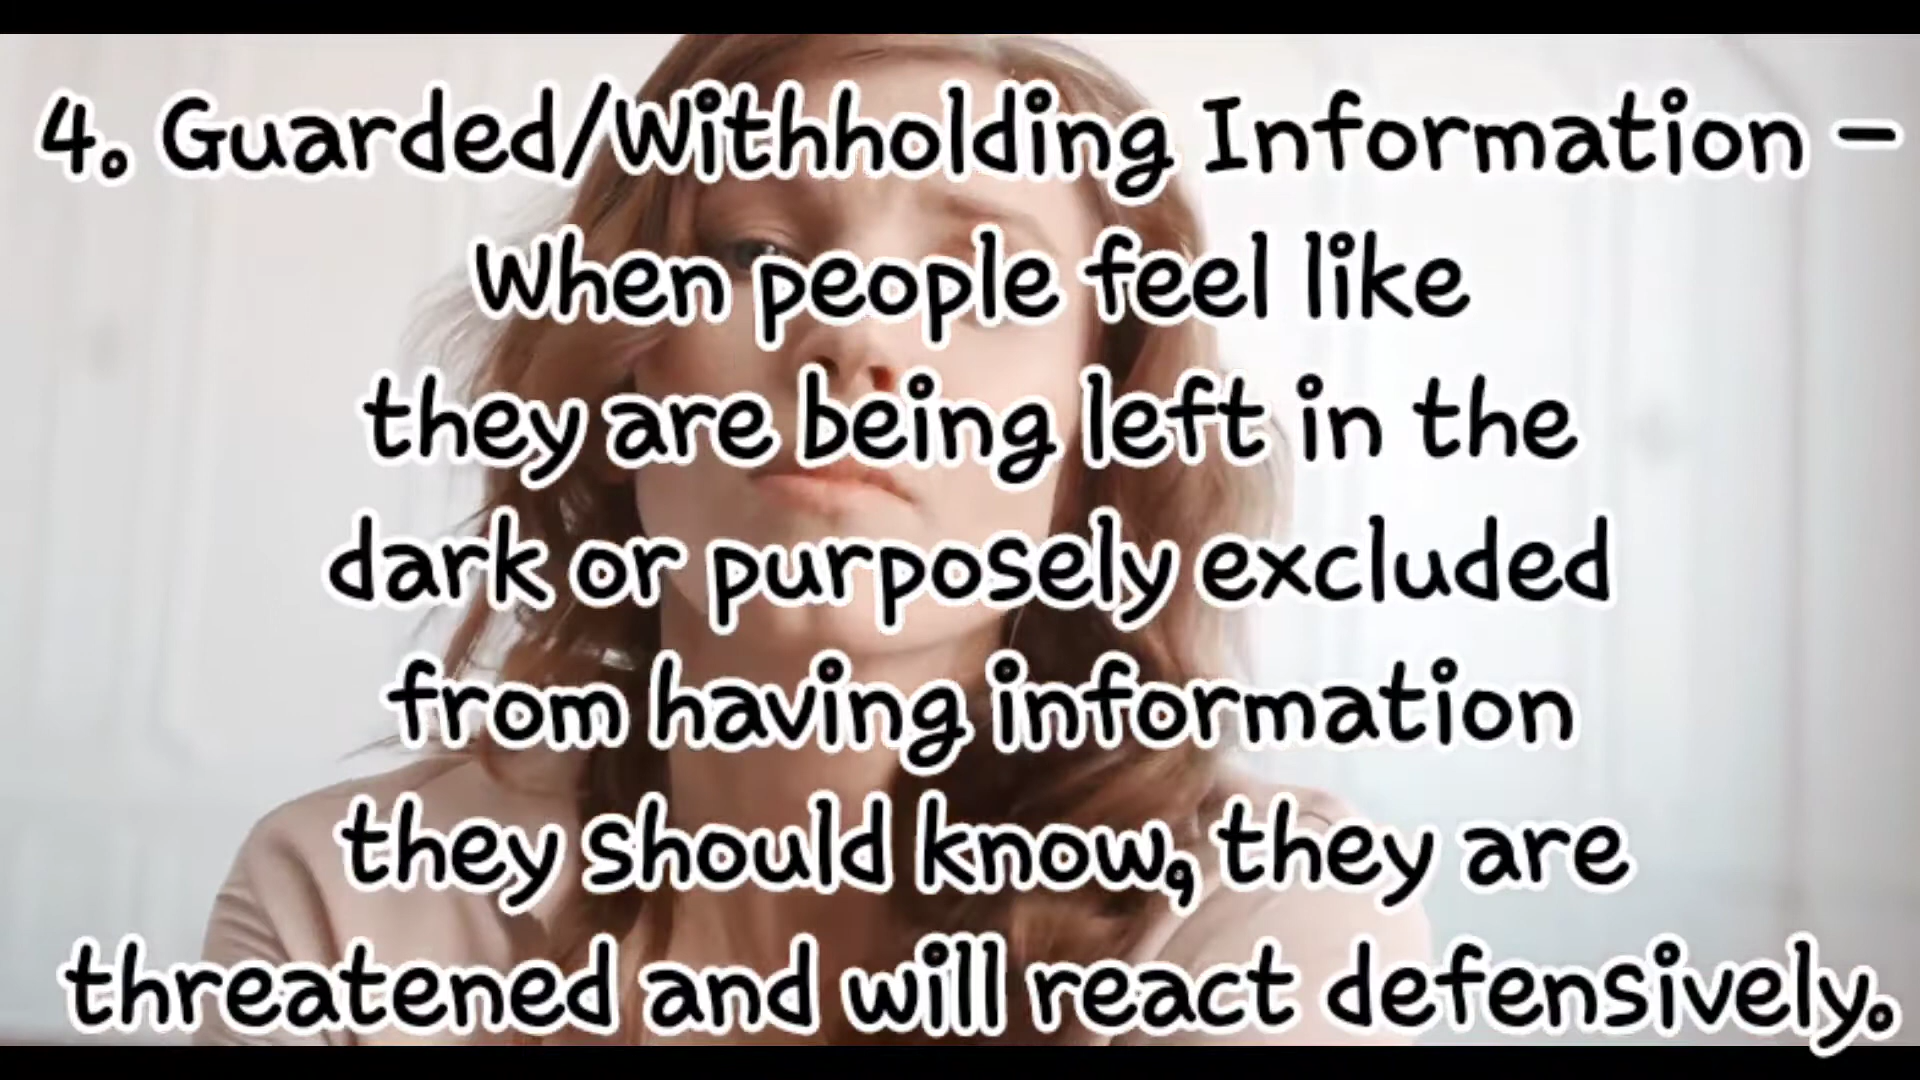 4. Guarded/Withholding Information –
When people feel like
they are being left in the
dark or purposely excluded
from having information
they should know, they are
threatened and will react defensively.